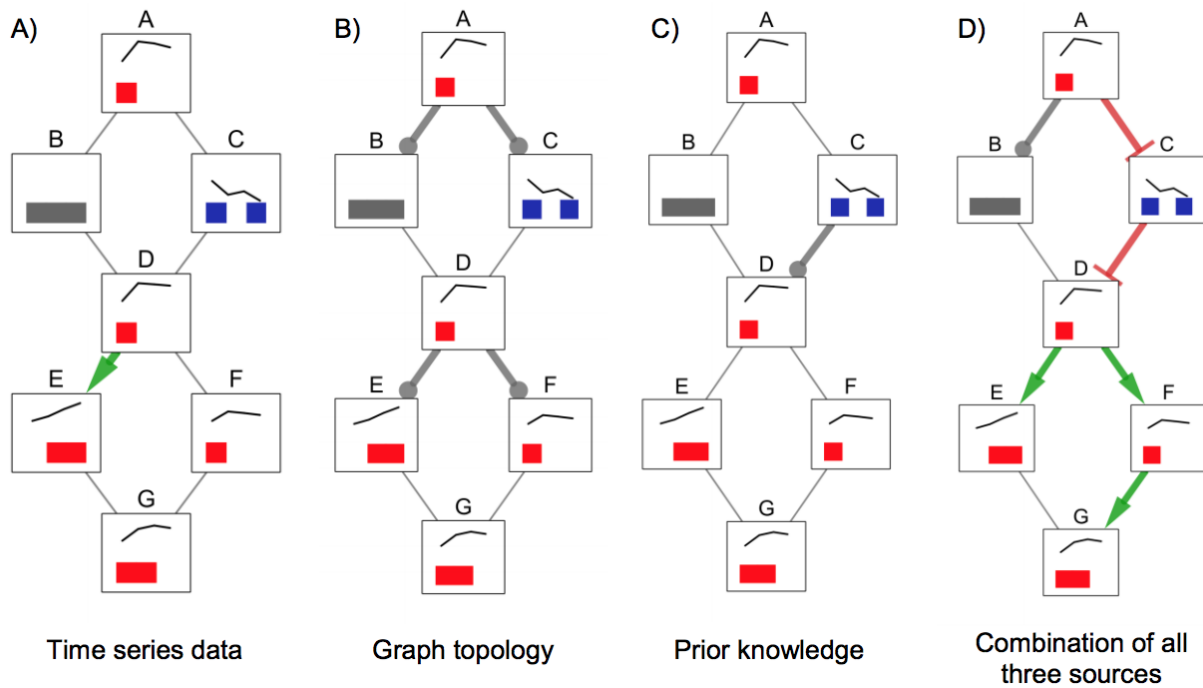 A)
A
B
C
D
E
F
G
Time series data
B)
A
B
C
D
E
F
G
Graph topology
C)
A
B
C
D
E
F
G
Prior knowledge
D)
A
B
C
D
E
F
G
Combination of all
three sources